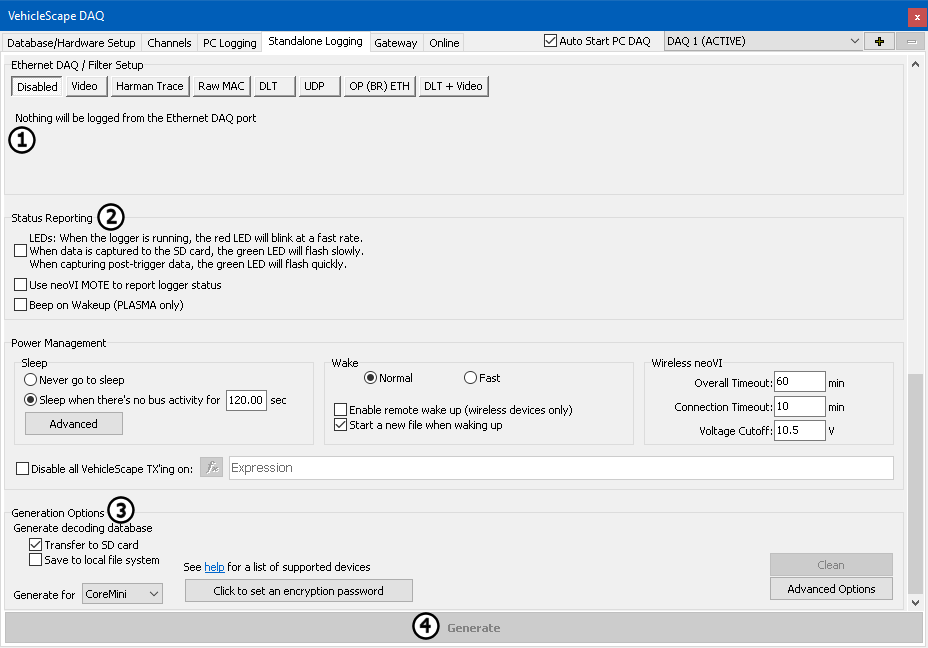 VehicleScape DAQ
x
Database/Hardware Setup Channels PC Logging Standalone Logging Gateway Online Auto Start PC DAQ DAQ 1 (ACTIVE)
Ethernet DAQ / Filter Setup
Disabled Video Harman Trace Raw MAC DLT UDP OP (BR) ETH DLT + Video
Nothing will be logged from the Ethernet DAQ port
1
Status Reporting 2
LEDs: When the logger is running, the red LED will blink at a fast rate.
When data is captured to the SD card, the green LED will flash slowly.
When capturing post-trigger data, the green LED will flash quickly.
Use neoVI MOTE to report logger status
Beep on Wakeup (PLASMA only)
Power Management
Sleep
Never go to sleep
Sleep when there's no bus activity for 120.00 sec
Advanced
Wake
Normal Fast
Enable remote wake up (wireless devices only)
Start a new file when waking up
Wireless neoVI
Overall Timeout: 60 min
Connection Timeout: 10 min
Voltage Cutoff: 10.5 V
Disable all VehicleScape TX'ing on: fx Expression
Generation Options 3
Generate decoding database
Transfer to SD card
Save to local file system
Generate for CoreMini
See help for a list of supported devices
Click to set an encryption password
Clean
Advanced Options
4 Generate